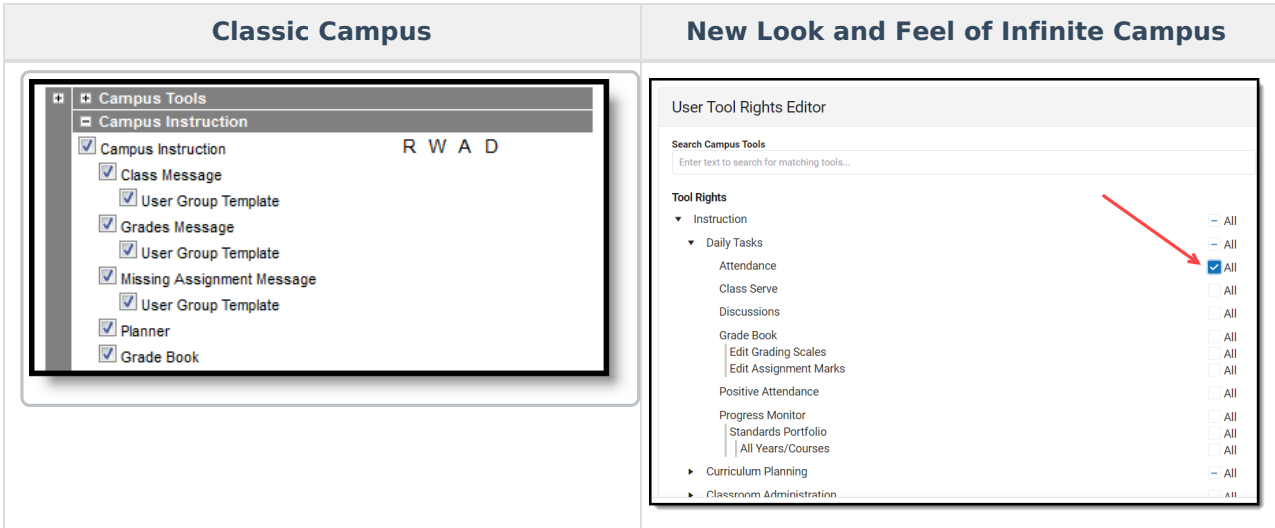 Classic Campus
New Look and Feel of Infinite Campus
Campus Tools
Campus Instruction
Campus Instruction R W A D
Class Message
User Group Template
Grades Message
User Group Template
Missing Assignment Message
User Group Template
Planner
Grade Book
User Tool Rights Editor
Search Campus Tools
Enter text to search for matching tools...
Tool Rights
Instruction All
Daily Tasks All
Attendance All
Class Serve All
Discussions All
Grade Book All
Edit Grading Scales All
Edit Assignment Marks All
Positive Attendance All
Progress Monitor All
Standards Portfolio All
All Years/Courses All
Curriculum Planning All
Classroom Administration All